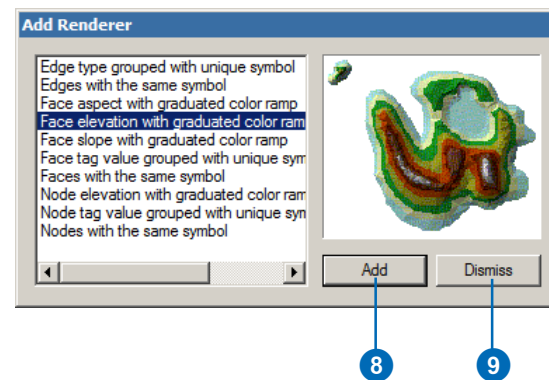 Add Renderer
Edge type grouped with unique symbol
Edges with the same symbol
Face aspect with graduated color ramp
Face elevation with graduated color ram
Face slope with graduated color ramp
Face tag value grouped with unique sym
Faces with the same symbol
Node elevation with graduated color ram
Node tag value grouped with unique sym
Nodes with the same symbol
Add Dismiss
8 9